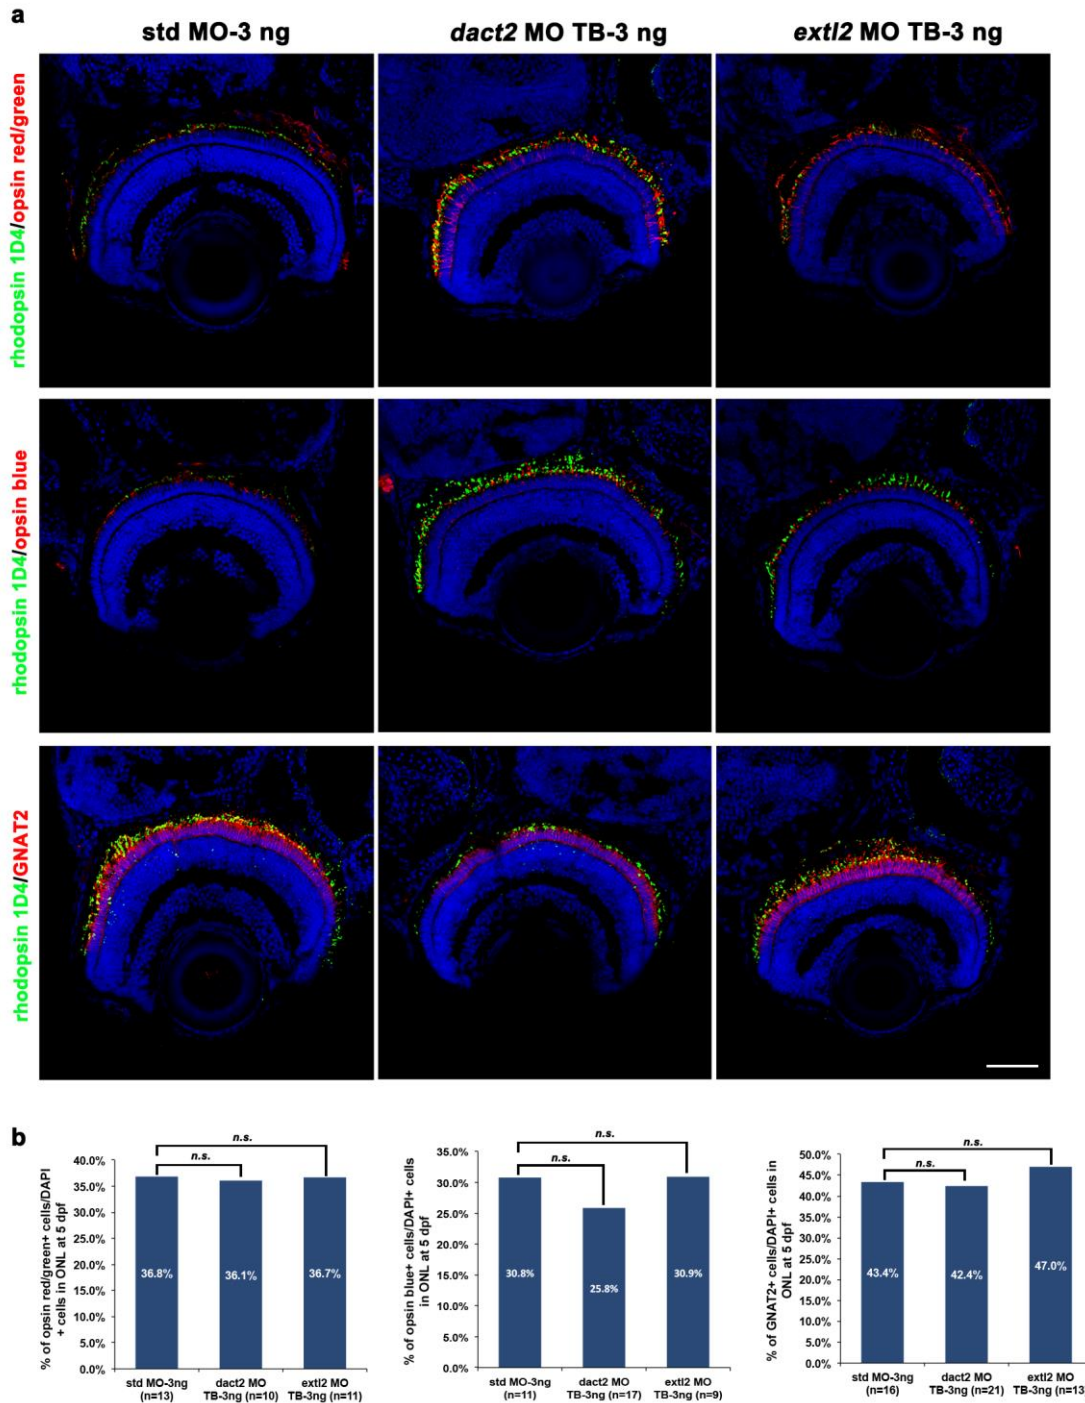 a
std MO-3 ng
dact2 MO TB-3 ng
extl2 MO TB-3 ng
rhodopsin 1D4/opsin red/green
rhodopsin 1D4/opsin blue
rhodopsin 1D4/GNAT2
b
% of opsin red/green+ cells/DAPI
+ cells in ONL at 5 dpf
40.0%
35.0%
30.0%
25.0%
20.0%
15.0%
10.0%
5.0%
0.0%
n.s.
n.s.
36.8%
36.1%
36.7%
std MO-3ng
(n=13)
dact2 MO
TB-3ng (n=10)
extl2 MO
TB-3ng (n=11)
% of opsin blue+ cells/DAPI+ cells
in ONL at 5 dpf
35.0%
30.0%
25.0%
20.0%
15.0%
10.0%
5.0%
0.0%
n.s.
n.s.
30.8%
25.8%
30.9%
std MO-3ng
(n=11)
dact2 MO
TB-3ng (n=17)
extl2 MO
TB-3ng (n=9)
% of GNAT2+ cells/DAPI+ cells in
ONL at 5 dpf
50.0%
45.0%
40.0%
35.0%
30.0%
25.0%
20.0%
15.0%
10.0%
5.0%
0.0%
n.s.
n.s.
43.4%
42.4%
47.0%
std MO-3ng
(n=16)
dact2 MO
TB-3ng (n=21)
extl2 MO
TB-3ng (n=13